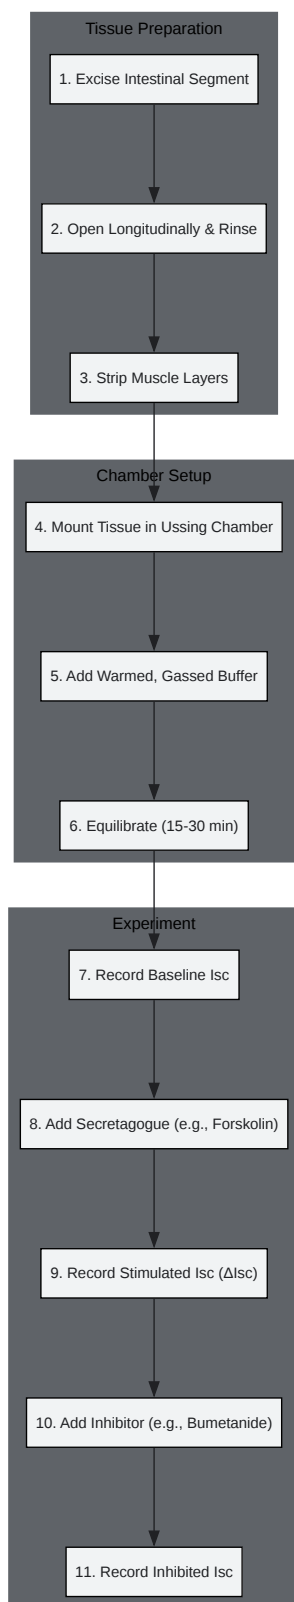 Tissue Preparation
1. Excise Intestinal Segment
2. Open Longitudinally & Rinse
3. Strip Muscle Layers
Chamber Setup
4. Mount Tissue in Ussing Chamber
5. Add Warmed, Gassed Buffer
6. Equilibrate (15-30 min)
Experiment
7. Record Baseline Isc
8. Add Secretagogue (e.g., Forskolin)
9. Record Stimulated Isc (ΔIsc)
10. Add Inhibitor (e.g., Bumetanide)
11. Record Inhibited Isc